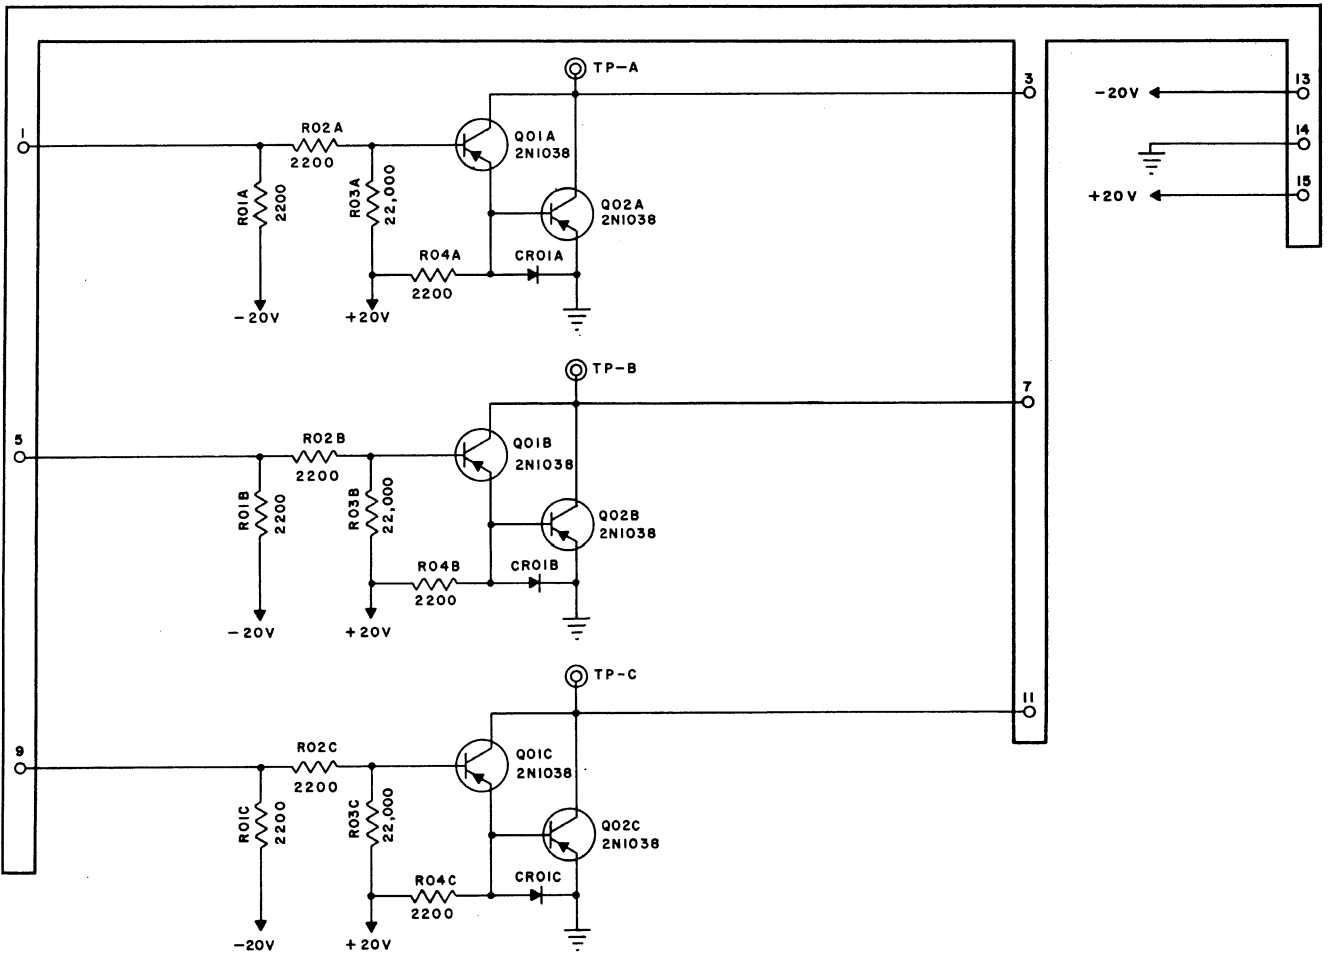 TP-A
3
13
-20V
1
R02A
2200
Q01A
2N1038
14
R01A
2200
R03A
22,000
Q02A
2N1038
15
+20V
R04A
2200
CR01A
-20V
+20V
TP-B
7
5
R02B
2200
Q01B
2N1038
R01B
2200
R03B
22,000
Q02B
2N1038
R04B
2200
CR01B
-20V
+20V
TP-C
11
9
R02C
2200
Q01C
2N1038
R01C
2200
R03C
22,000
Q02C
2N1038
R04C
2200
CR01C
-20V
+20V